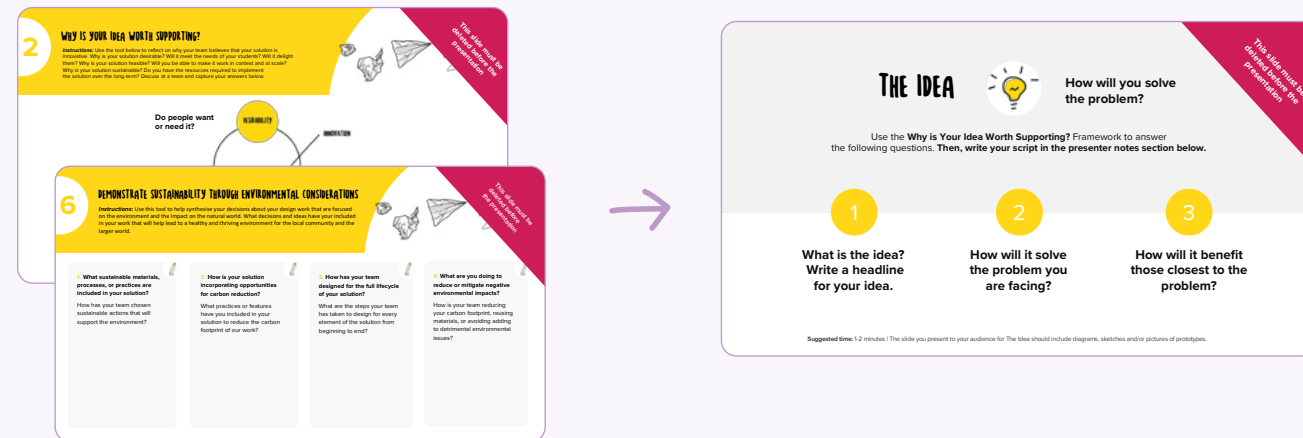 2
WHY IS YOUR IDEA WORTH SUPPORTING?
Instructions: Use the tool below to reflect on why your team believes that your solution is
innovative. Why is your solution desirable? Will it meet the needs of your students? Will it delight
them? Why is your solution feasible? Will you be able to make it work in context and at scale?
Why is your solution sustainable? Do you have the resources required to implement
the solution over the long-term? Discuss at a team and capture your answers below.
This slide must be
deleted before the
presentation
Do people want
or need it?
DESIRABILITY
INNOVATION
6
DEMONSTRATE SUSTAINABILITY THROUGH ENVIRONMENTAL CONSIDERATIONS
Instructions: Use this tool to help synthesise your decisions about your design work that are focused
on the environment and the impact on the natural world. What decisions and ideas have your included
in your work that will help lead to a healthy and thriving environment for the local community and the
larger world.
This slide must be
deleted before
the presentation
1. What sustainable materials,
processes, or practices are
included in your solution?
How has your team chosen
sustainable actions that will
support the environment?
2. How is your solution
incorporating opportunities
for carbon reduction?
What practices or features
have you included in your
solution to reduce the carbon
footprint of our work?
3. How has your team
designed for the full lifecycle
of your solution?
What are the steps your team
has taken to design for every
element of the solution from
beginning to end?
4. What are you doing to
reduce or mitigate negative
environmental impacts?
How is your team reducing
your carbon footprint, reusing
materials, or avoiding adding
to detrimental environmental
issues?
THE IDEA
How will you solve
the problem?
This slide must be
deleted before the
presentation
Use the Why is Your Idea Worth Supporting? Framework to answer
the following questions. Then, write your script in the presenter notes section below.
1
What is the idea?
Write a headline
for your idea.
2
How will it solve
the problem you
are facing?
3
How will it benefit
those closest to the
problem?
Suggested time: 1-2 minutes | The slide you present to your audience for The Idea should include diagrams, sketches and/or pictures of prototypes.